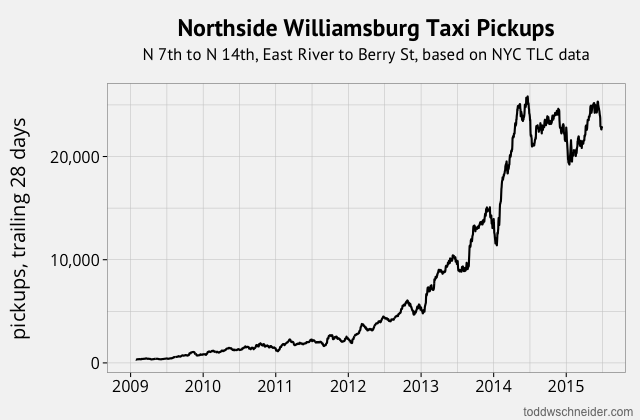 Northside Williamsburg Taxi Pickups
N 7th to N 14th, East River to Berry St, based on NYC TLC data
pickups, trailing 28 days
20,000
10,000
0
2009 2010 2011 2012 2013 2014 2015
toddwschneider.com